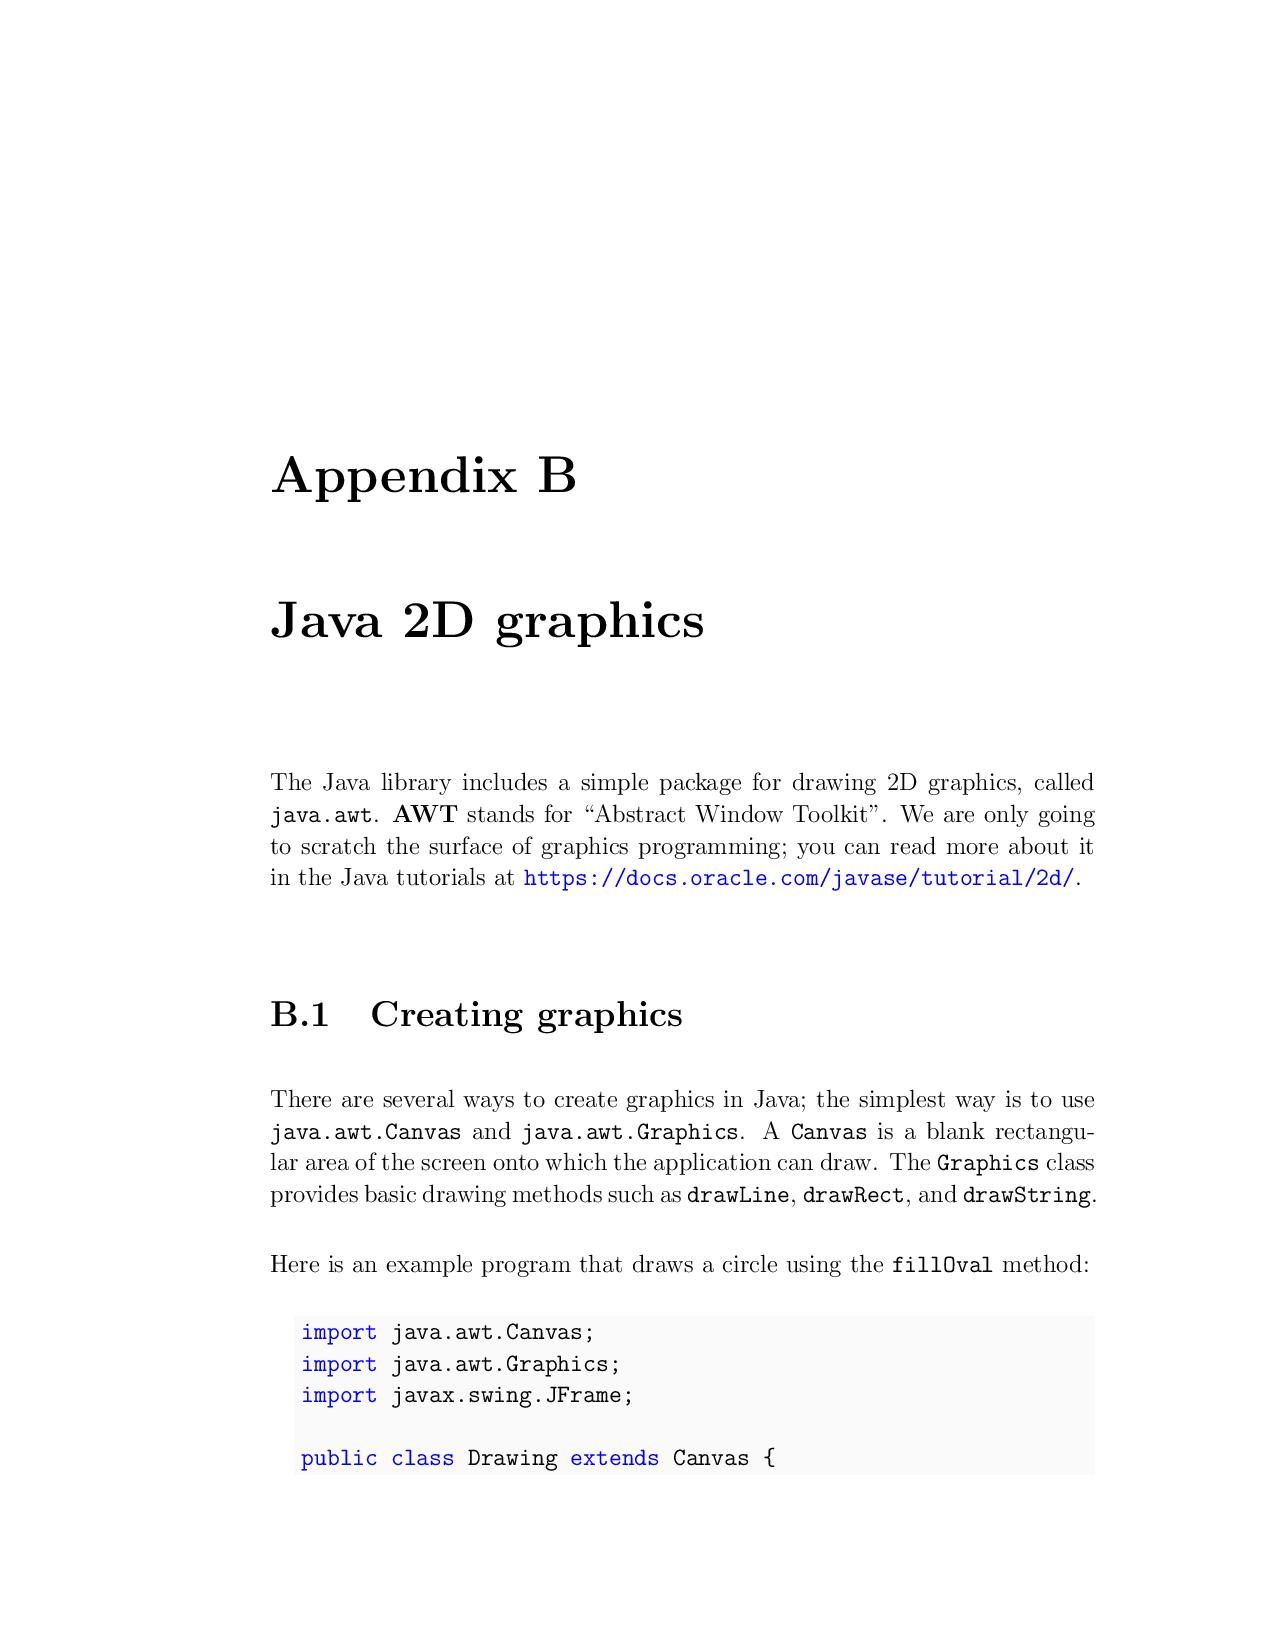 Appendix B
Java 2D graphics
The Java library includes a simple package for drawing 2D graphics, called
java.awt. AWT stands for “Abstract Window Toolkit”. We are only going
to scratch the surface of graphics programming; you can read more about it
in the Java tutorials at https://docs.oracle.com/javase/tutorial/2d/.
B.1 Creating graphics
There are several ways to create graphics in Java; the simplest way is to use
java.awt.Canvas and java.awt.Graphics. A Canvas is a blank rectangu-
lar area of the screen onto which the application can draw. The Graphics class
provides basic drawing methods such as drawLine, drawRect, and drawString.
Here is an example program that draws a circle using the fillOval method:
import java.awt.Canvas;
import java.awt.Graphics;
import javax.swing.JFrame;
public class Drawing extends Canvas {